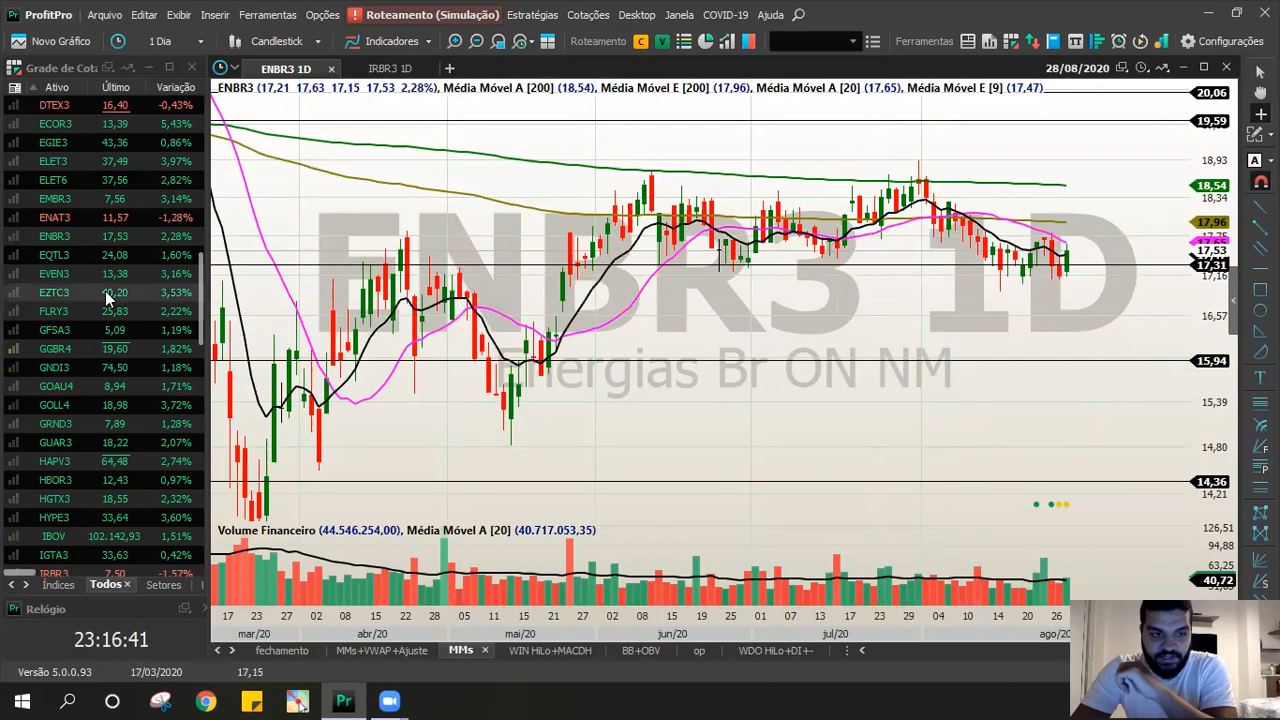 ProfitPro
Arquivo Exibir Inserir Ferramentas Opções ! Roteamento (Simulação) Estratégias Cotações Desktop Janela COVID-19 Ajuda
Novo Gráfico 1 Dia Candlestick Indicadores Roteamento C V Ferramentas Configurações
Grade de Cota
ENBR3 1D IRBR3 1D
Ativo Último Variação
DTEX3 16,40 -0,43%
ECOR3 13,39 5,43%
EGIE3 43,36 0,86%
ELET3 37,49 3,97%
ELET6 37,56 2,82%
EMBR3 7,56 3,14%
ENAT3 11,57 -1,28%
ENBR3 17,53 2,28%
EQTL3 24,08 1,60%
EVEN3 13,38 3,16%
EZTC3 3,53%
FLRY3 25,83 2,22%
GFSA3 5,09 1,19%
GGBR4 19,60 1,82%
GNDI3 74,50 1,18%
GOAU4 8,94 1,71%
GOLL4 18,98 3,72%
GRND3 7,89 1,28%
GUAR3 18,22 2,07%
HAPV3 64,48 2,74%
HBOR3 12,43 0,97%
HGTX3 18,55 2,32%
HYPE3 33,64 3,60%
IBOV 102.142,93 1,51%
IGTA3 33,63 0,42%
IRBR3 7,50 -1,57%
Índices Todos Setores
Relógio
23:16:41
Versão 5.0.0.93 17/03/2020 17,15
ENBR3 (17,21 17,63 17,15 17,53 2,28%), Média Móvel A [200] (18,54), Média Móvel E [200] (17,96), Média Móvel A [20] (17,65), Média Móvel E [9] (17,47)
28/08/2020
ENBR3 1D
Energias Br ON NM
20,06
19,59
18,93
18,54
18,34
17,96
17,53
17,31
17,16
16,57
15,94
15,39
14,80
14,36
14,21
Volume Financeiro (44.546.254,00), Média Móvel A [20] (40.717.053,35)
126,51
94,88
63,25
40,72
17 23 27 02 07 15 22 28 05 11 15 21 27 02 08 15 19 25 01 07 13 17 23 29 04 10 14 20 26
mar/20 abr/20 mai/20 jun/20 jul/20 ago/20
fechamento MMs+VWAP+Ajuste MMs WIN HiLo+MACDH BB+OBV op WDO HiLo+DI+-